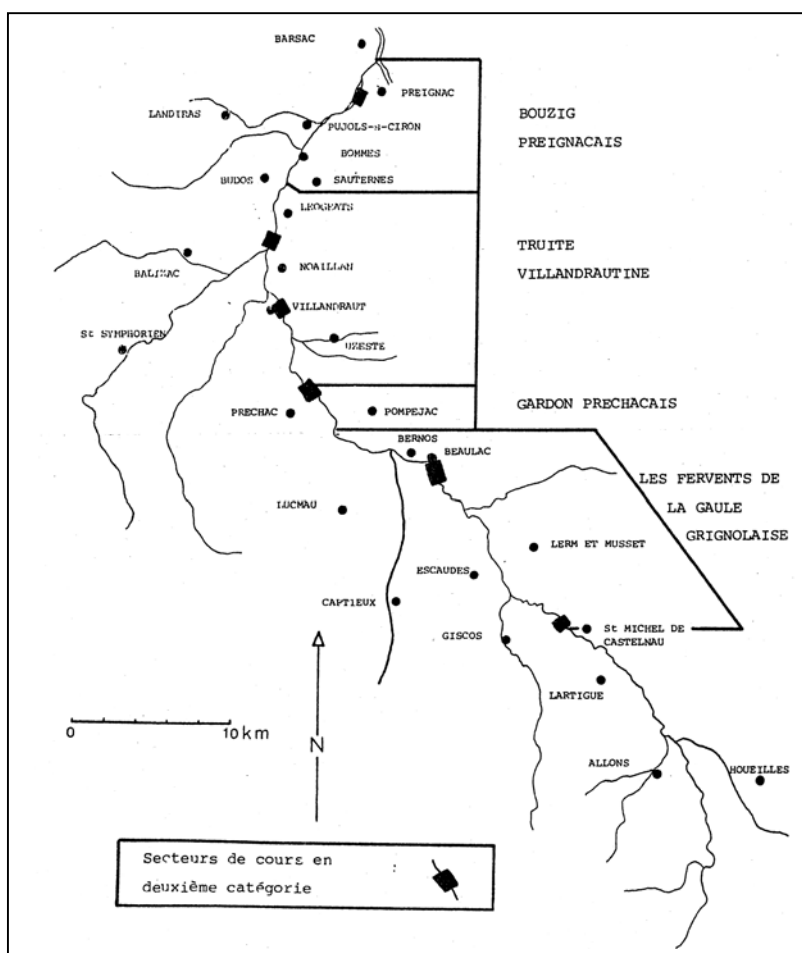 BARSAC
PREIGNAC
LANDIRAS
PUJOLS-
CIRON
BOUZIG
PREIGNACAIS
BOMMES
BUDOS
SAUTERNES
LEOGEATS
TRUITE
VILLANDRAUTINE
NOAILLAN
VILLANDRAUT
St SYMPHORIEN
UZESTE
GARDON PRECHACAIS
PRECHAC
POMPEJAC
BERNOS
BEAULAC
LES FERVENTS DE
LA GAULE
GRIGNOLAISE
LUCMAU
LERM ET MUSSET
ESCAUDES
CAPTIEUX
St MICHEL DE
CASTELNAU
GISCOS
LARTIGUE
0
10 km
N
ALLONS
HOUEILLES
Secteurs de cours en
deuxième catégorie